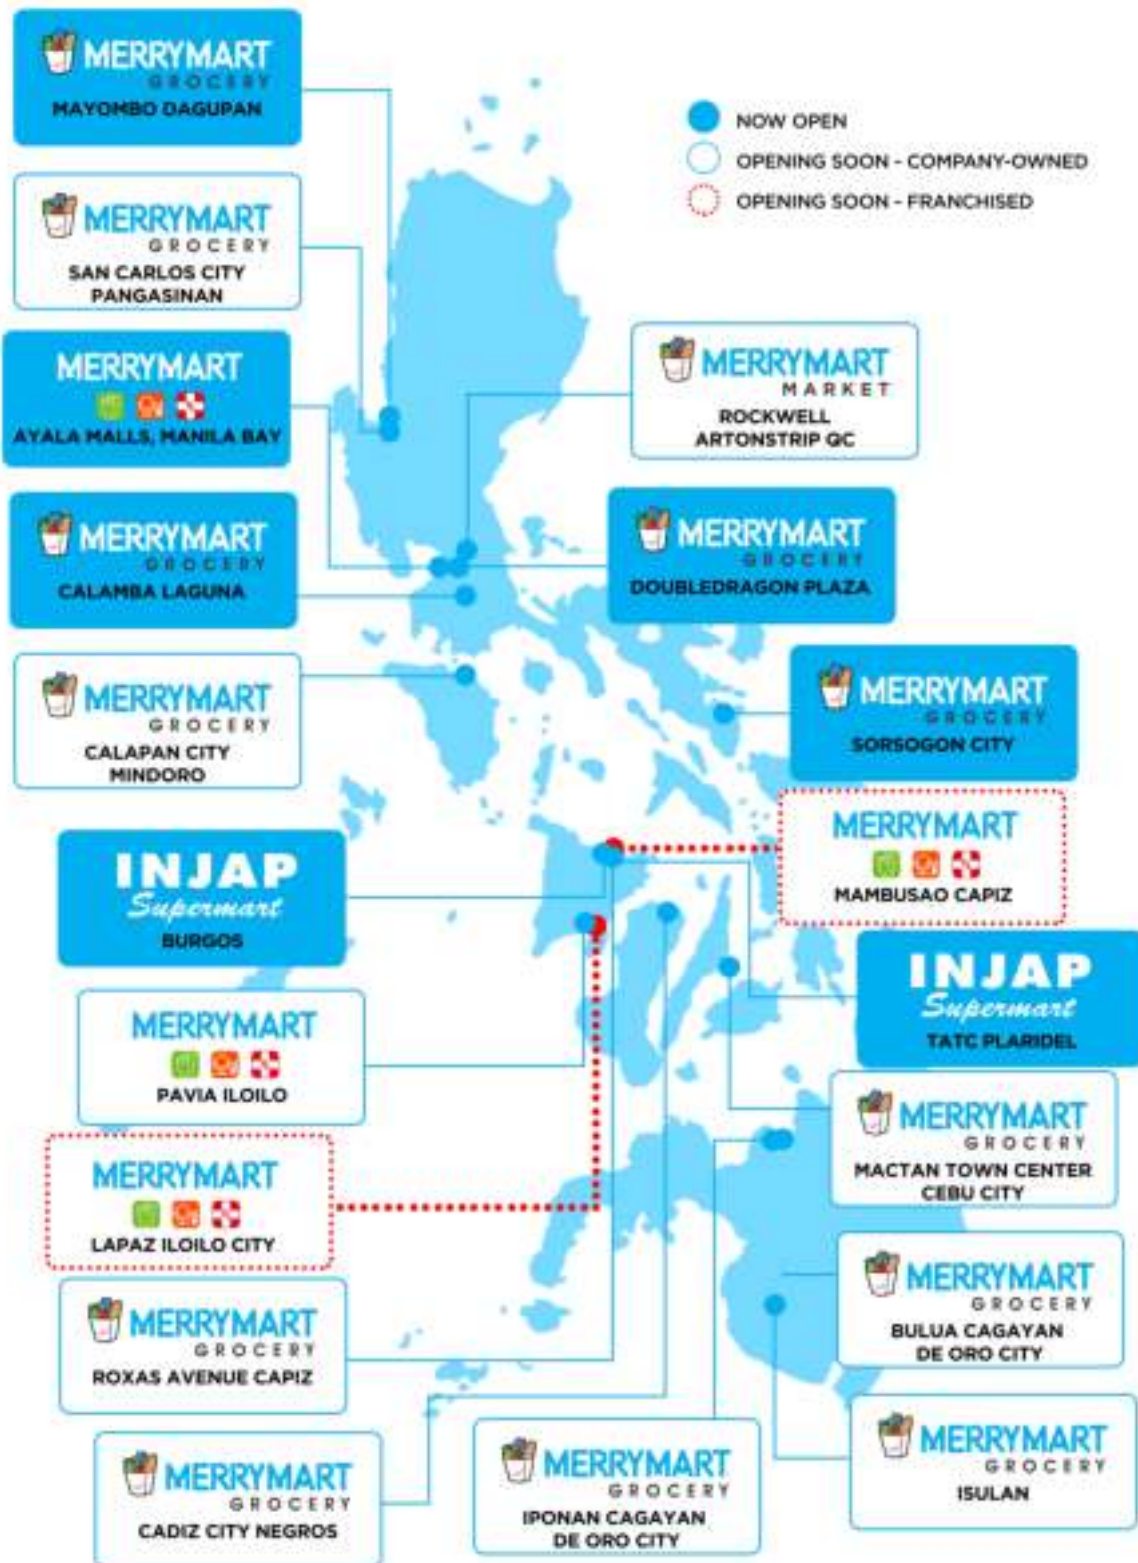 MERRYMART
GROCERY
MAYOMBO DAGUPAN
NOW OPEN
OPENING SOON - COMPANY-OWNED
OPENING SOON - FRANCHISED
MERRYMART
GROCERY
SAN CARLOS CITY
PANGASINAN
MERRYMART
AYALA MALLS, MANILA BAY
MERRYMART
MARKET
ROCKWELL
ARTONSTRIP QC
MERRYMART
GROCERY
CALAMBA LAGUNA
MERRYMART
GROCERY
DOUBLEDRAGON PLAZA
MERRYMART
GROCERY
CALAPAN CITY
MINDORO
MERRYMART
GROCERY
SORSOGON CITY
MERRYMART
MAMBUSAO CAPIZ
INJAP
Supermart
BURGOS
INJAP
Supermart
TATC PLARIDEL
MERRYMART
PAVIA ILOILO
MERRYMART
GROCERY
MACTAN TOWN CENTER
CEBU CITY
MERRYMART
LAPAZ ILOILO CITY
MERRYMART
GROCERY
BULUA CAGAYAN
DE ORO CITY
MERRYMART
GROCERY
ROXAS AVENUE CAPIZ
MERRYMART
GROCERY
ISULAN
MERRYMART
GROCERY
CADIZ CITY NEGROS
MERRYMART
GROCERY
IPONAN CAGAYAN
DE ORO CITY